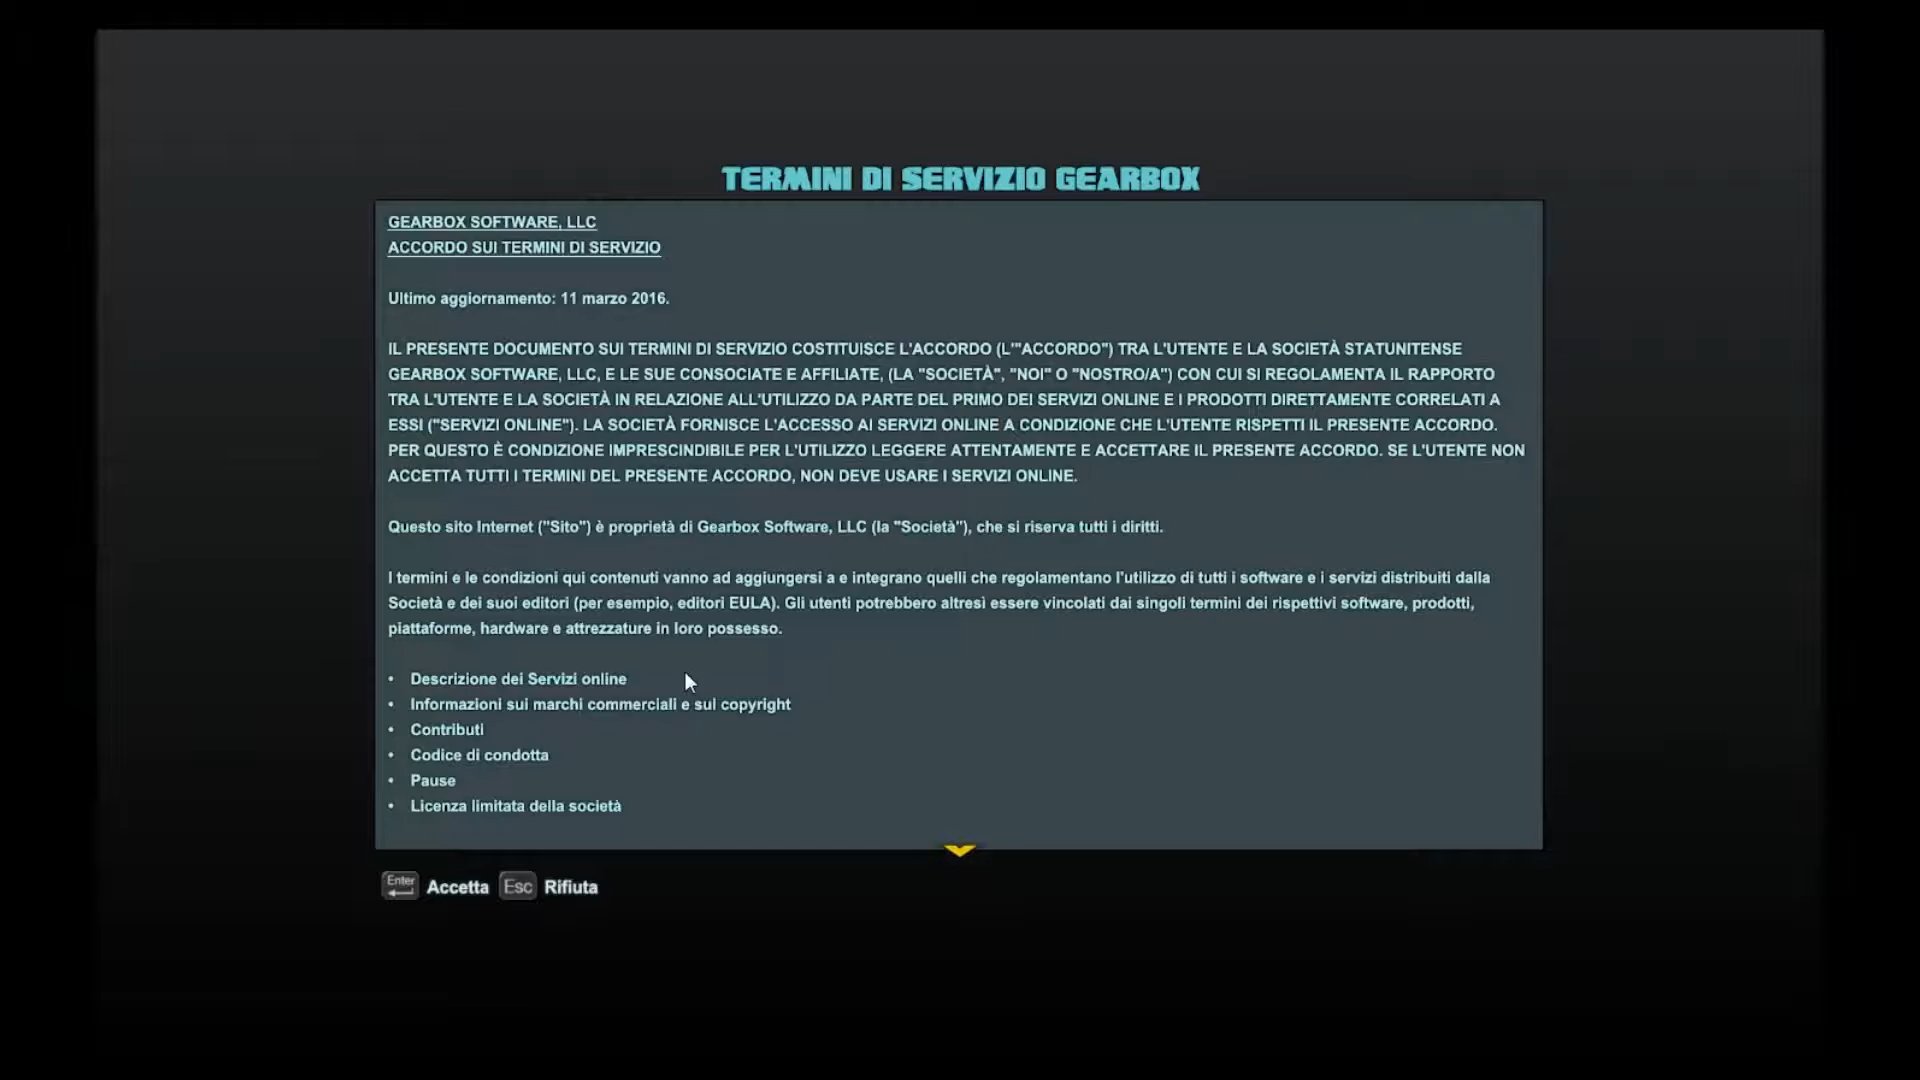 TERMINI DI SERVIZIO GEARBOX
GEARBOX SOFTWARE, LLC
ACCORDO SUI TERMINI DI SERVIZIO
Ultimo aggiornamento: 11 marzo 2016.
IL PRESENTE DOCUMENTO SUI TERMINI DI SERVIZIO COSTITUISCE L'ACCORDO (L'"ACCORDO") TRA L'UTENTE E LA SOCIETÀ STATUNITENSE
GEARBOX SOFTWARE, LLC, E LE SUE CONSOCIATE E AFFILIATE, (LA "SOCIETÀ", "NOI" O "NOSTRO/A") CON CUI SI REGOLAMENTA IL RAPPORTO
TRA L'UTENTE E LA SOCIETÀ IN RELAZIONE ALL'UTILIZZO DA PARTE DEL PRIMO DEI SERVIZI ONLINE E I PRODOTTI DIRETTAMENTE CORRELATI A
ESSI ("SERVIZI ONLINE"). LA SOCIETÀ FORNISCE L'ACCESSO AI SERVIZI ONLINE A CONDIZIONE CHE L'UTENTE RISPETTI IL PRESENTE ACCORDO.
PER QUESTO È CONDIZIONE IMPRESCINDIBILE PER L'UTILIZZO LEGGERE ATTENTAMENTE E ACCETTARE IL PRESENTE ACCORDO. SE L'UTENTE NON
ACCETTA TUTTI I TERMINI DEL PRESENTE ACCORDO, NON DEVE USARE I SERVIZI ONLINE.
Questo sito Internet ("Sito") è proprietà di Gearbox Software, LLC (la "Società"), che si riserva tutti i diritti.
I termini e le condizioni qui contenuti vanno ad aggiungersi a e integrano quelli che regolamentano l'utilizzo di tutti i software e i servizi distribuiti dalla
Società e dei suoi editori (per esempio, editori EULA). Gli utenti potrebbero altresì essere vincolati dai singoli termini dei rispettivi software, prodotti,
piattaforme, hardware e attrezzature in loro possesso.
• Descrizione dei Servizi online
• Informazioni sui marchi commerciali e sul copyright
• Contributi
• Codice di condotta
• Pause
• Licenza limitata della società
Enter Accetta Esc Rifiuta